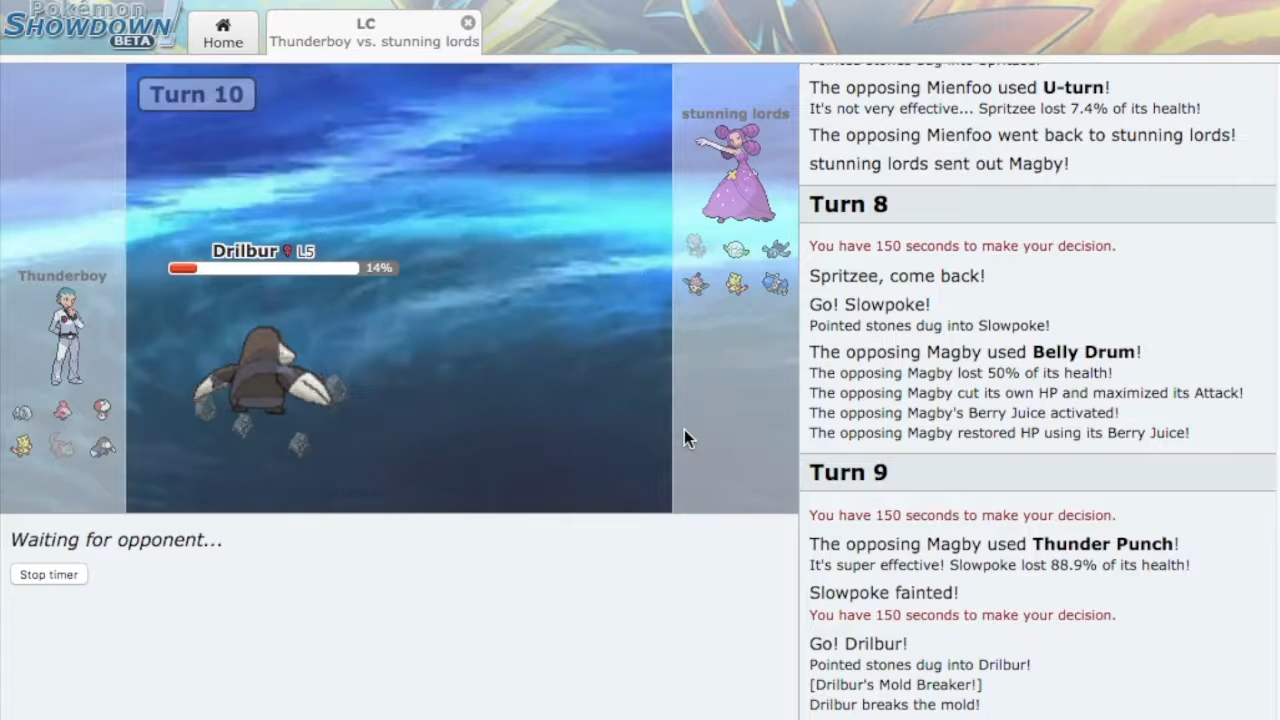 Pokémon
SHOWDOWN!
BETA
Home
LC
Thunderboy vs. stunning lords
Turn 10
stunning lords
Drilbur L5
14%
Thunderboy
Waiting for opponent...
Stop timer
Pointed stones dug into Spritzee!
The opposing Mienfoo used U-turn!
It's not very effective... Spritzee lost 7.4% of its health!
The opposing Mienfoo went back to stunning lords!
stunning lords sent out Magby!
Turn 8
You have 150 seconds to make your decision.
Spritzee, come back!
Go! Slowpoke!
Pointed stones dug into Slowpoke!
The opposing Magby used Belly Drum!
The opposing Magby lost 50% of its health!
The opposing Magby cut its own HP and maximized its Attack!
The opposing Magby's Berry Juice activated!
The opposing Magby restored HP using its Berry Juice!
Turn 9
You have 150 seconds to make your decision.
The opposing Magby used Thunder Punch!
It's super effective! Slowpoke lost 88.9% of its health!
Slowpoke fainted!
You have 150 seconds to make your decision.
Go! Drilbur!
Pointed stones dug into Drilbur!
[Drilbur's Mold Breaker!]
Drilbur breaks the mold!